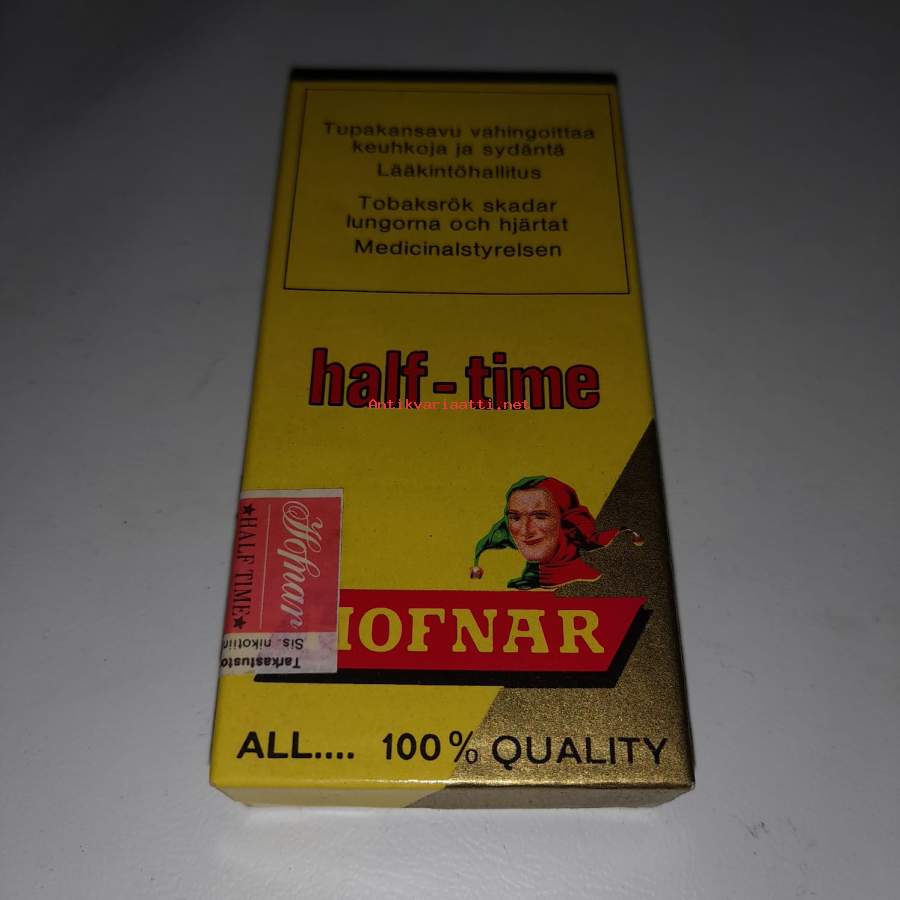 Tupakansavu vahingoittaa
keuhkoja ja sydäntä
Lääkintöhallitus
Tobaksrök skadar
lungorna och hjärtat
Medicinalstyrelsen
half-time
Antikvariaatti.net
Hofnar
★HALF TIME★
Sis. nikotiin
Tarkastusto
HOFNAR
ALL.... 100% QUALITY